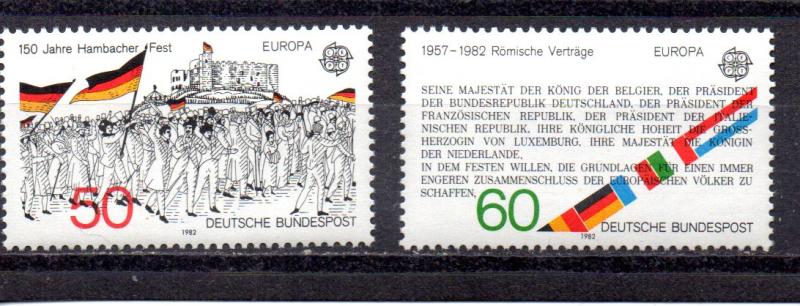 150 Jahre Hambacher Fest
EUROPA
50
DEUTSCHE BUNDESPOST
1982
1957-1982 Römische Verträge
EUROPA
SEINE MAJESTÄT DER KÖNIG DER BELGIER, DER PRÄSIDENT
DER BUNDESREPUBLIK DEUTSCHLAND, DER PRÄSIDENT DER
FRANZÖSISCHEN REPUBLIK, DER PRÄSIDENT DER ITALIE-
NISCHEN REPUBLIK, IHRE KÖNIGLICHE HOHEIT DIE GROSS-
HERZOGIN VON LUXEMBURG. IHRE MAJESTÄT DIE KÖNIGIN
DER NIEDERLANDE,
IN DEM FESTEN WILLEN, DIE GRUNDLAGEN FÜR EINEN IMMER
ENGEREN ZUSAMMENSCHLUSS DER EUROPÄISCHEN VÖLKER ZU
SCHAFFEN,
60
DEUTSCHE BUNDESPOST
1982